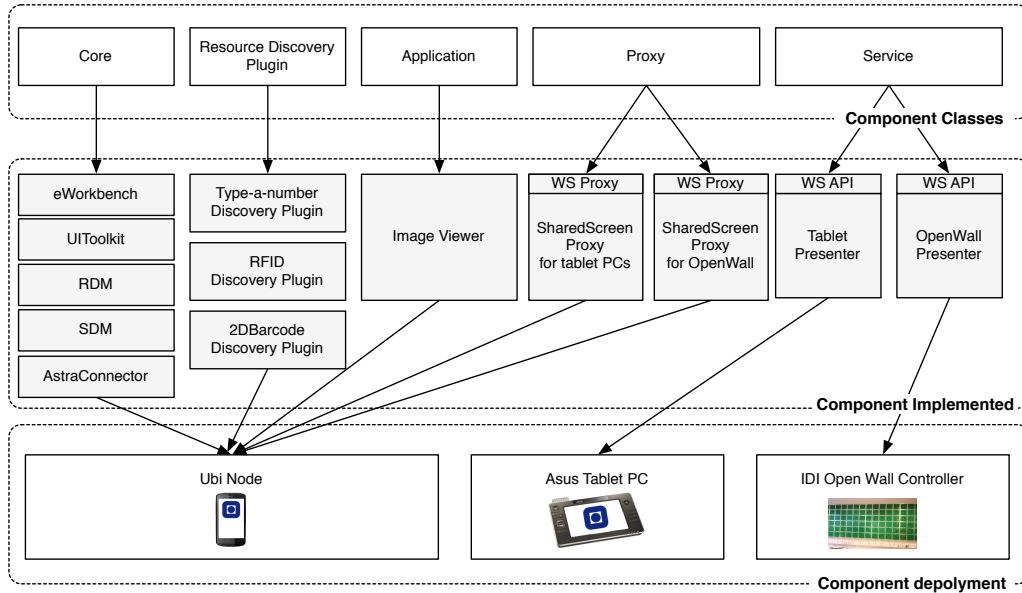 Core
Resource Discovery
Plugin
Application
Proxy
Service
Component Classes
eWorkbench
UIToolkit
RDM
SDM
AstraConnector
Type-a-number
Discovery Plugin
RFID
Discovery Plugin
2DBarcode
Discovery Plugin
Image Viewer
WS Proxy
SharedScreen
Proxy
for tablet PCs
WS Proxy
SharedScreen
Proxy
for OpenWall
WS API
Tablet
Presenter
WS API
OpenWall
Presenter
Component Implemented
Ubi Node
Asus Tablet PC
IDI Open Wall Controller
Component depolyment